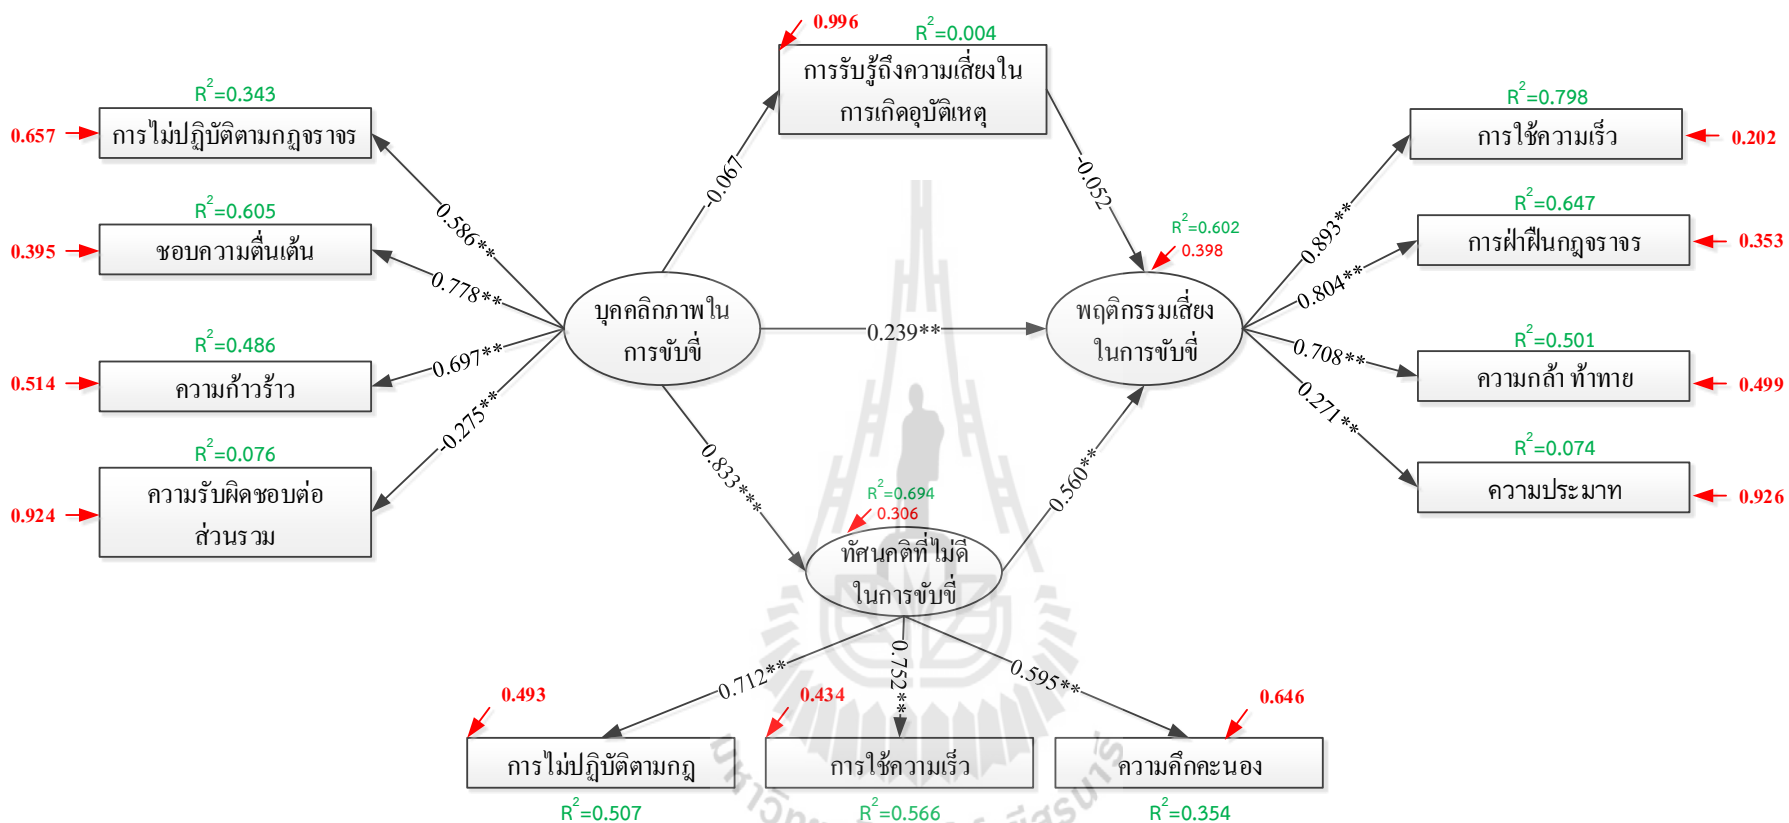 0.996
R²=0.004
การรับรู้ถึงความเสี่ยงใน
การเกิดอุบัติเหตุ
R²=0.343
0.657
การไม่ปฏิบัติตามกฎจราจร
R²=0.605
0.395
ชอบความตื่นเต้น
R²=0.486
0.514
ความก้าวร้าว
R²=0.076
0.924
ความรับผิดชอบต่อ
ส่วนรวม
0.586**
0.778**
0.697**
-0.275**
บุคคลิกภาพใน
การขับขี่
-0.067
-0.052
0.239**
0.833***
0.560**
R²=0.602
0.398
พฤติกรรมเสี่ยง
ในการขับขี่
0.893**
0.804**
0.708**
0.271**
R²=0.798
การใช้ความเร็ว
0.202
R²=0.647
การฝ่าฝืนกฎจราจร
0.353
R²=0.501
ความกล้า ท้าทาย
0.499
R²=0.074
ความประมาท
0.926
R²=0.694
0.306
ทัศนคติที่ไม่ดี
ในการขับขี่
0.712**
0.752***
0.595**
0.493
0.434
0.646
การไม่ปฏิบัติตามกฎ
การใช้ความเร็ว
ความคึกคะนอง
R²=0.507
R²=0.566
R²=0.354